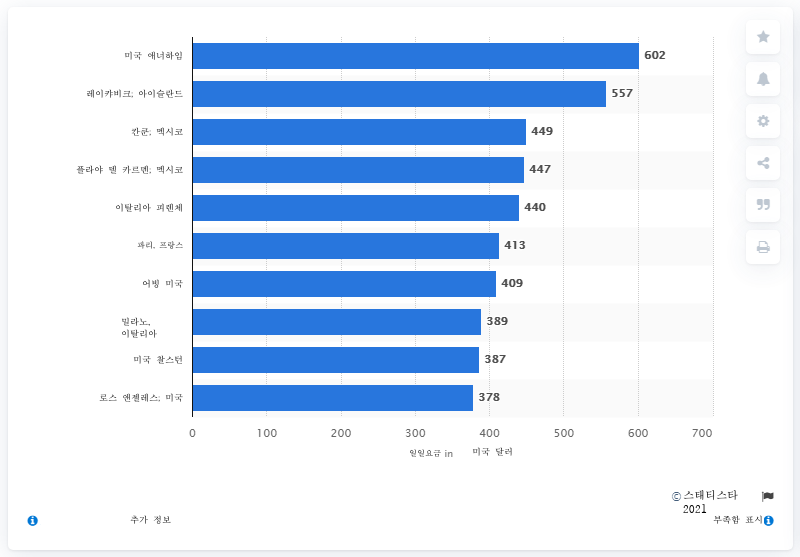 미국 애너하임
602
레이캬비크; 아이슬란드
557
칸쿤; 멕시코
449
플라야 델 카르멘; 멕시코
447
이탈리아 피렌체
440
파리, 프랑스
413
어빙 미국
409
밀라노,
이탈리아
389
미국 찰스턴
387
로스 앤젤레스; 미국
378
0 100 200 300 400 500 600 700
일일요금 in 미국 달러
© 스태티스타
2021
추가 정보
부족함 표시